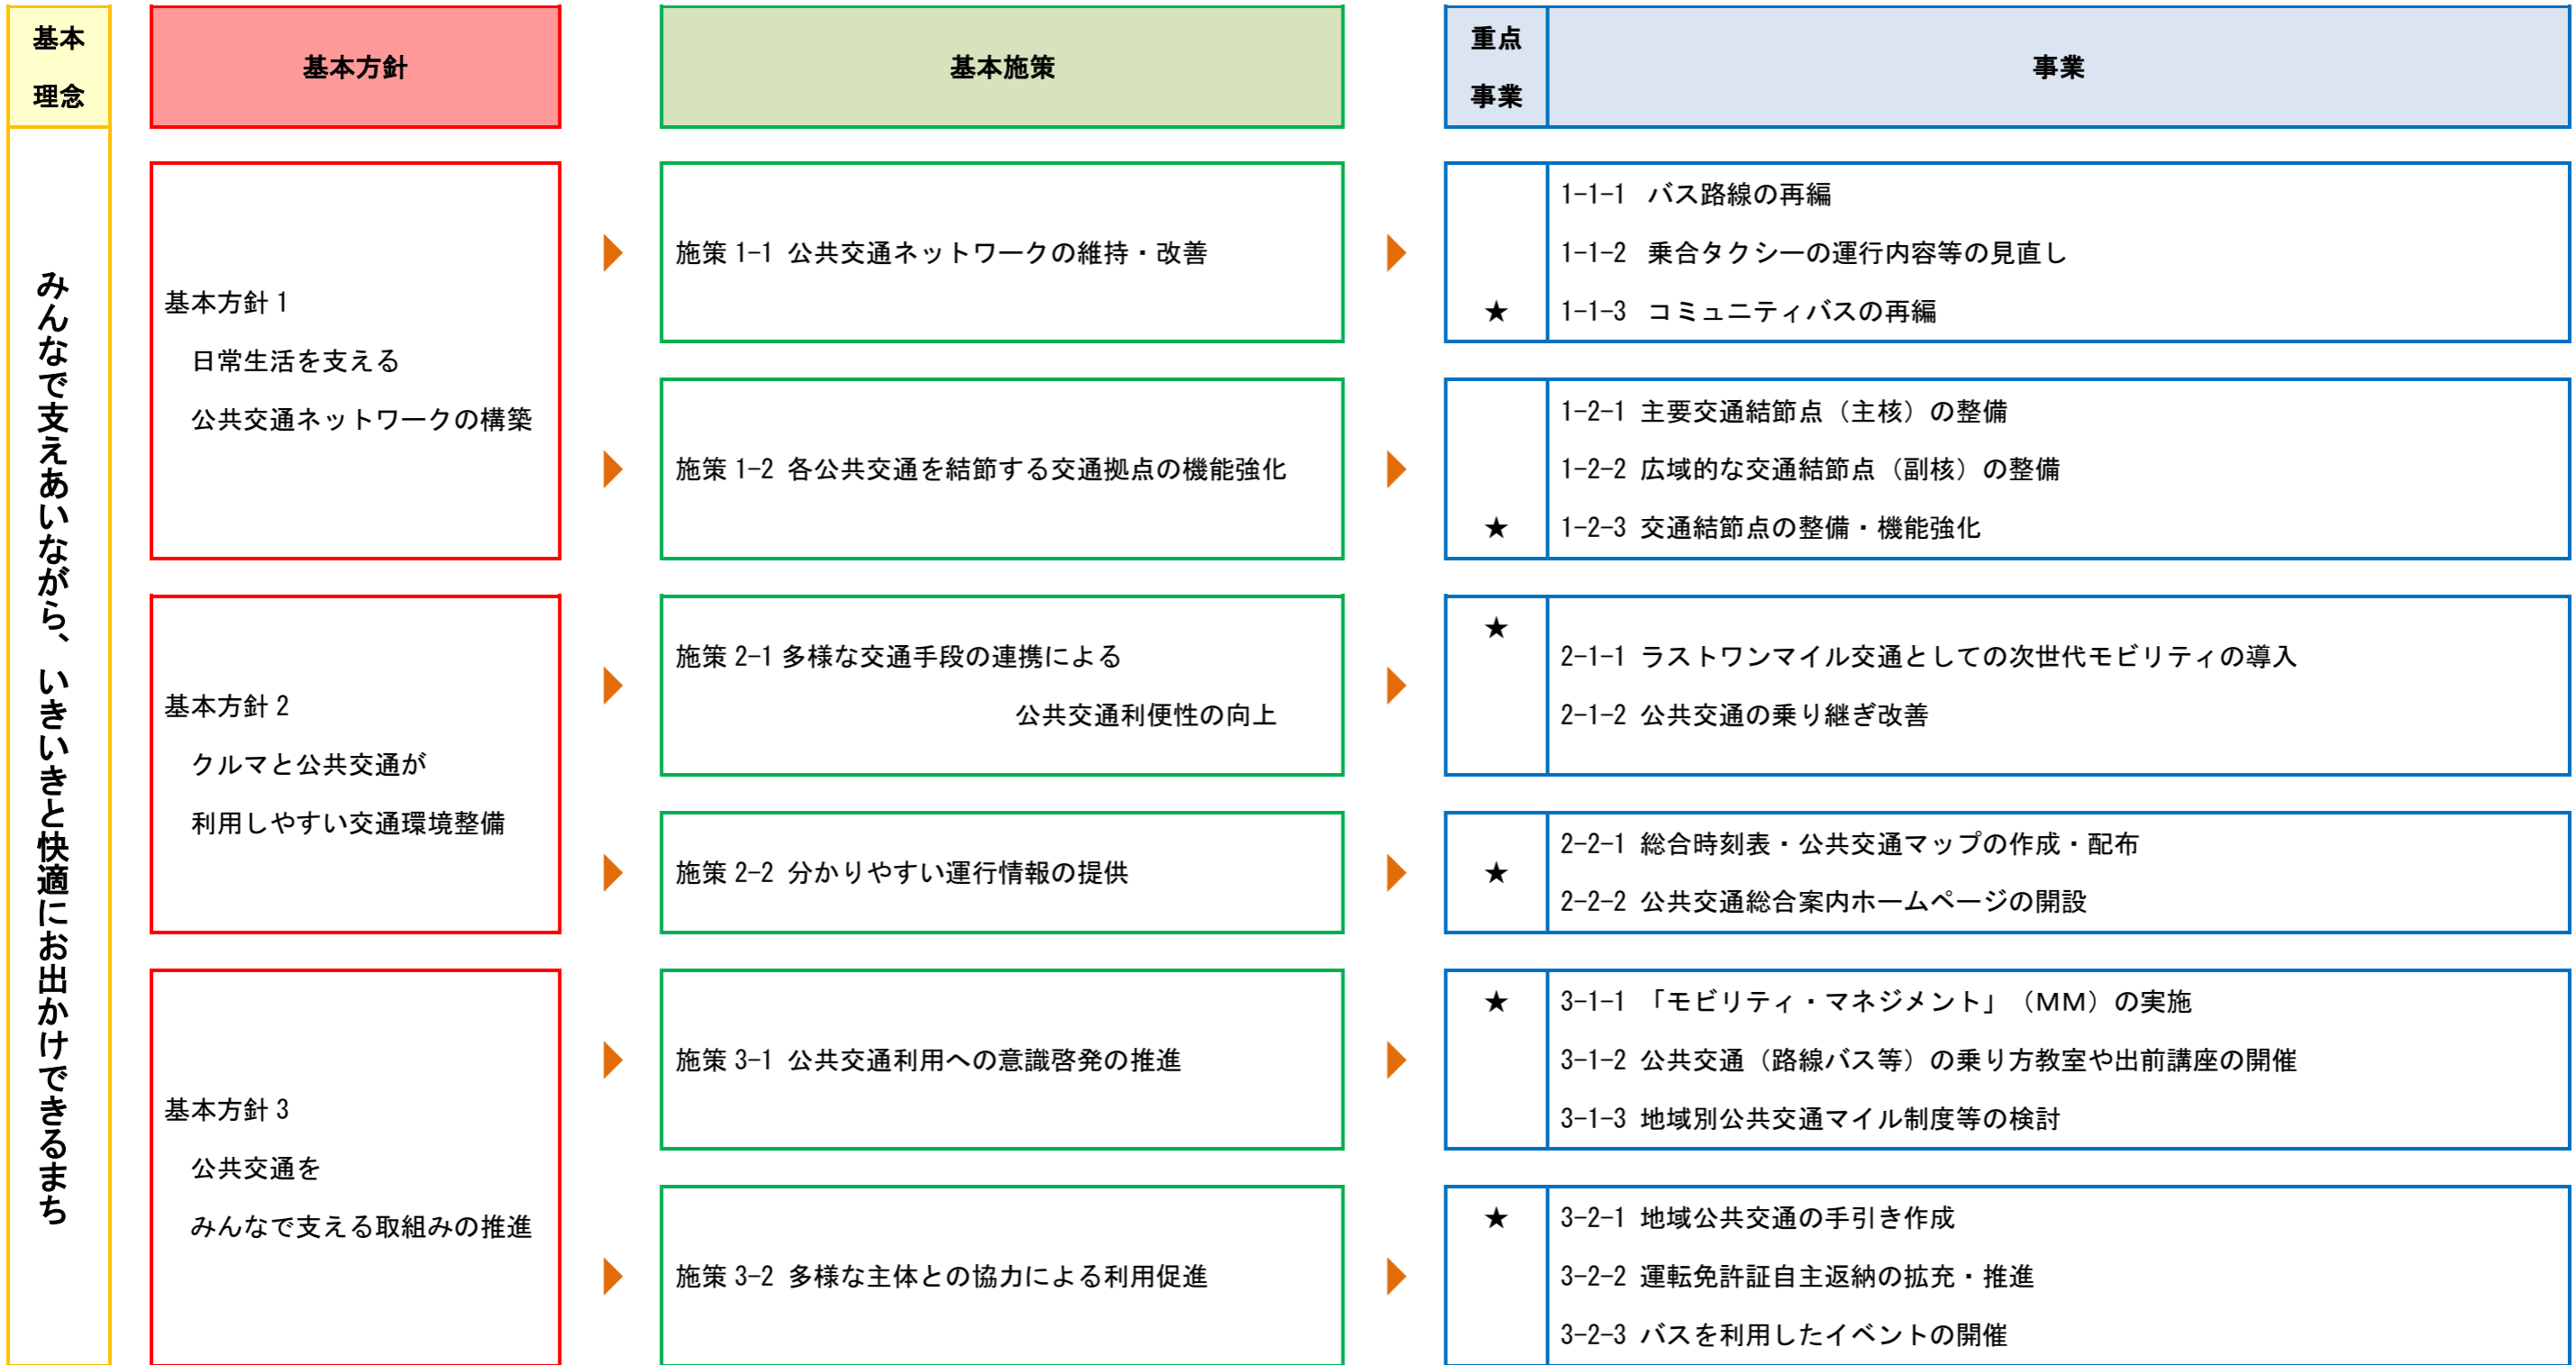 基本
理念
みんなで支えあいながら、いきいきと快適にお出かけできるまち
基本方針
基本施策
重点
事業
事業
基本方針 1
日常生活を支える
公共交通ネットワークの構築
施策 1-1 公共交通ネットワークの維持・改善
1-1-1 バス路線の再編
1-1-2 乗合タクシーの運行内容等の見直し
★ 1-1-3 コミュニティバスの再編
施策 1-2 各公共交通を結節する交通拠点の機能強化
1-2-1 主要交通結節点（主核）の整備
1-2-2 広域的な交通結節点（副核）の整備
★ 1-2-3 交通結節点の整備・機能強化
基本方針 2
クルマと公共交通が
利用しやすい交通環境整備
施策 2-1 多様な交通手段の連携による
公共交通利便性の向上
★
2-1-1 ラストワンマイル交通としての次世代モビリティの導入
2-1-2 公共交通の乗り継ぎ改善
施策 2-2 分かりやすい運行情報の提供
★
2-2-1 総合時刻表・公共交通マップの作成・配布
2-2-2 公共交通総合案内ホームページの開設
基本方針 3
公共交通を
みんなで支える取組みの推進
施策 3-1 公共交通利用への意識啓発の推進
★ 3-1-1 「モビリティ・マネジメント」（ＭＭ）の実施
3-1-2 公共交通（路線バス等）の乗り方教室や出前講座の開催
3-1-3 地域別公共交通マイル制度等の検討
施策 3-2 多様な主体との協力による利用促進
★ 3-2-1 地域公共交通の手引き作成
3-2-2 運転免許証自主返納の拡充・推進
3-2-3 バスを利用したイベントの開催